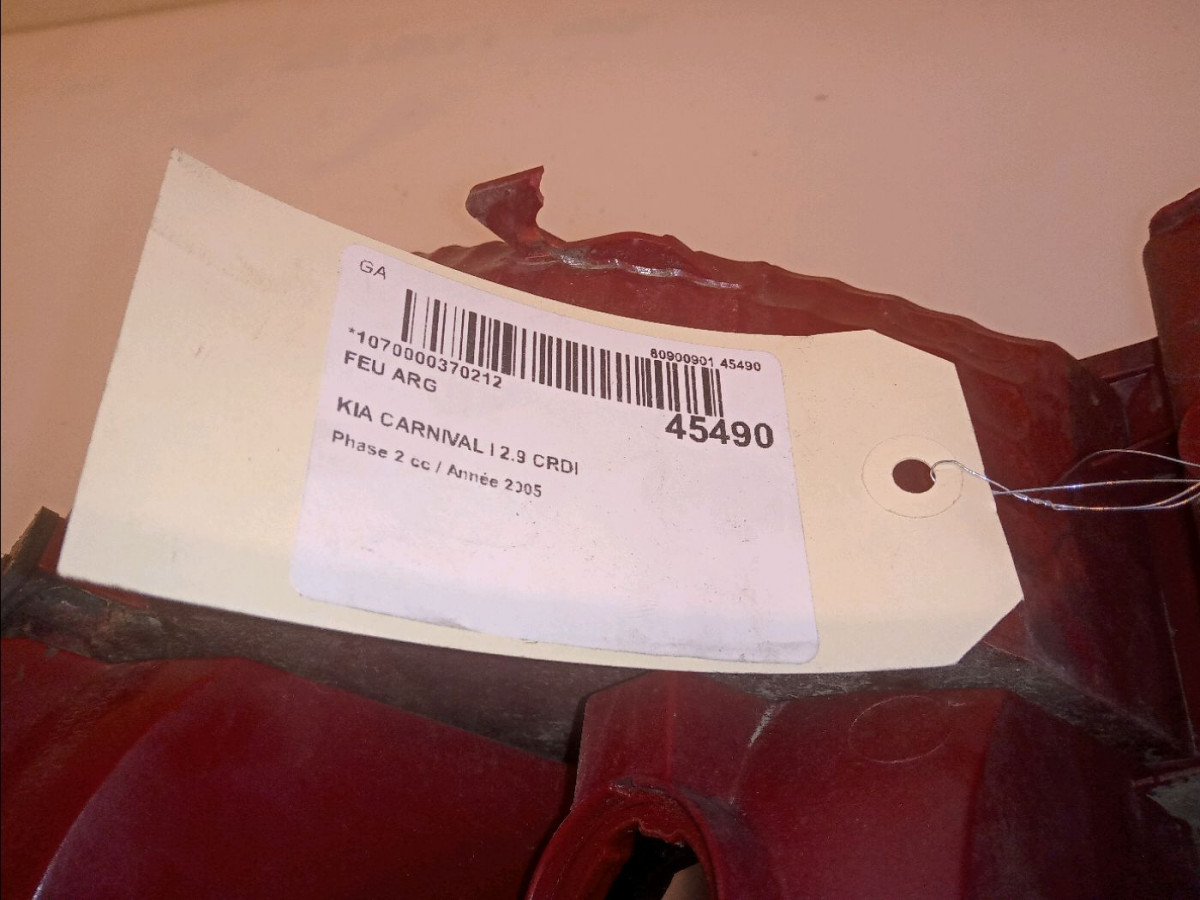 GA
80900901 45490
*1070000370212
FEU ARG
45490
KIA CARNIVAL I 2.9 CRDI
Phase 2 cc / Année 2005